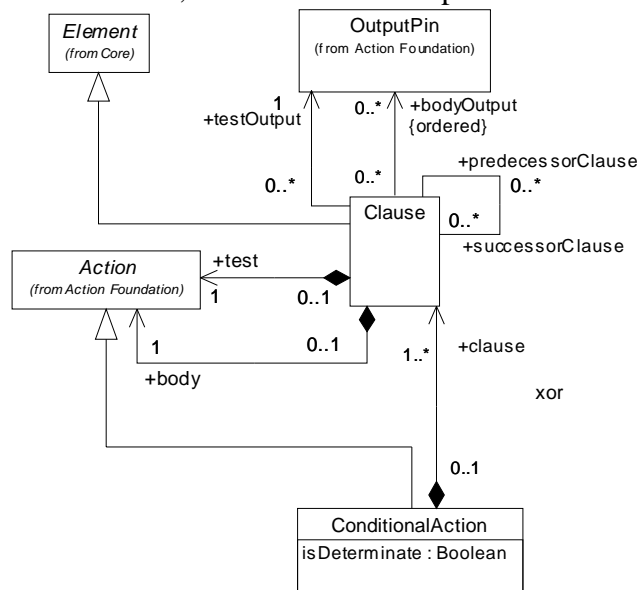 Element
(from Core)
OutputPin
(from Action Foundation)
1
+testOutput
0..*
+bodyOutput
{ordered}
+predecessorClause
0..*
0..*
0..*
Clause
0..*
+successorClause
Action
(from Action Foundation)
+test
1
0..1
1
0..1
+body
1..*
+clause
xor
0..1
ConditionalAction
isDeterminate : Boolean